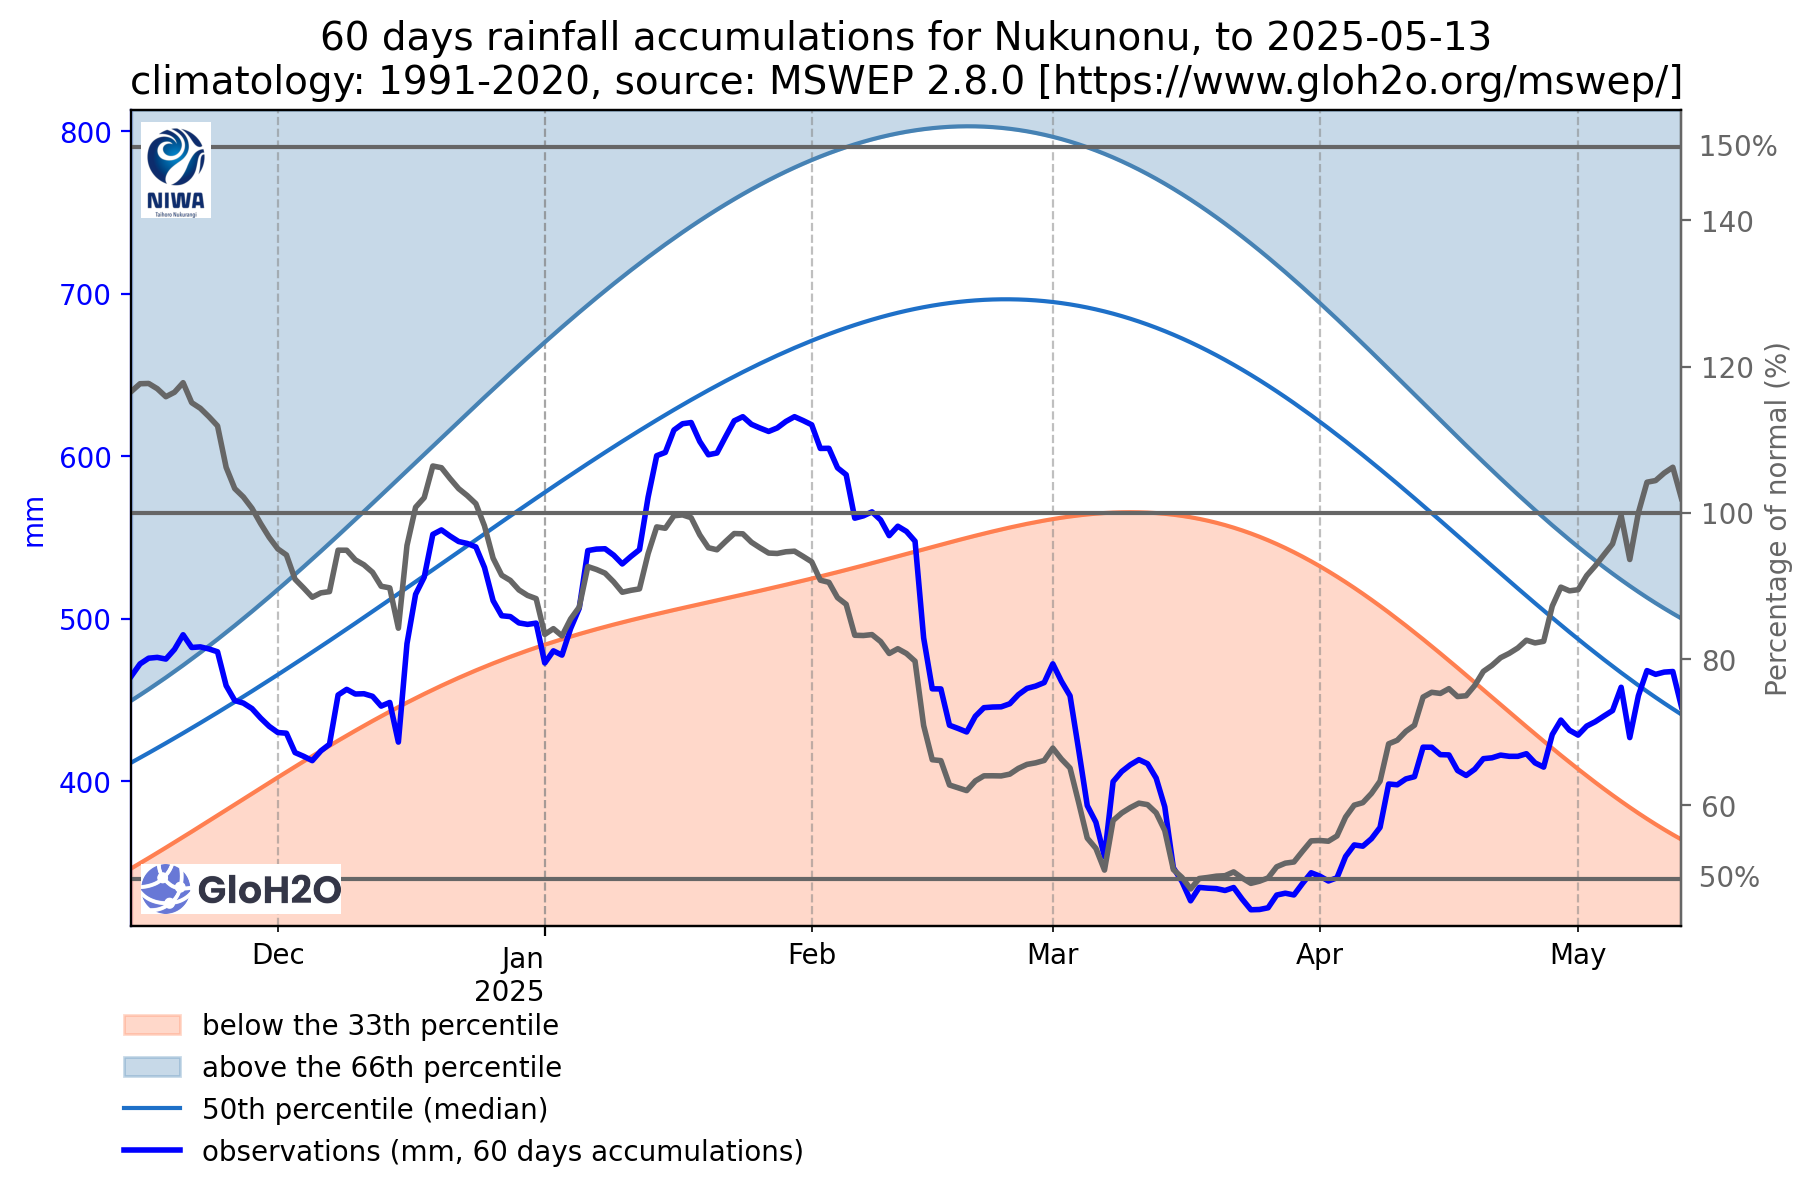 60 days rainfall accumulations for Nukunonu, to 2025-05-13
climatology: 1991-2020, source: MSWEP 2.8.0 [https://www.gloh2o.org/mswep/]
800
700
600
500
400
mm
NIWA
Taihoro Nukurangi
GloH2O
150%
140
120
100
80
60
50%
Percentage of normal (%)
Dec
Jan
2025
Feb
Mar
Apr
May
below the 33th percentile
above the 66th percentile
50th percentile (median)
observations (mm, 60 days accumulations)